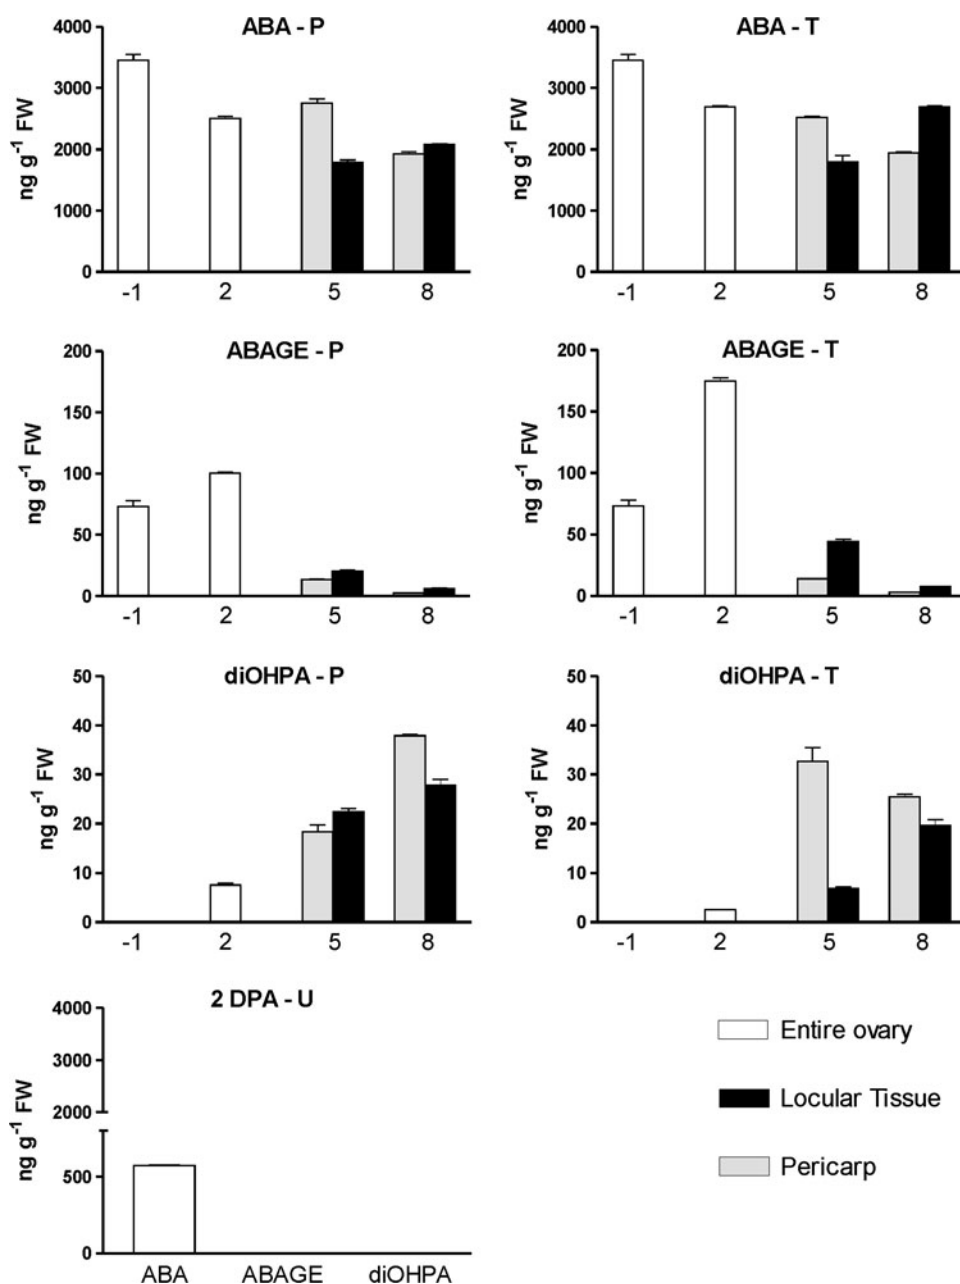 ABA - P
ng g-1 FW
4000
3000
2000
1000
0
-1 2 5 8
ABA - T
ng g-1 FW
4000
3000
2000
1000
0
-1 2 5 8
ABAGE - P
ng g-1 FW
200
150
100
50
0
-1 2 5 8
ABAGE - T
ng g-1 FW
200
150
100
50
0
-1 2 5 8
diOHPA - P
ng g-1 FW
50
40
30
20
10
0
-1 2 5 8
diOHPA - T
ng g-1 FW
50
40
30
20
10
0
-1 2 5 8
2 DPA - U
ng g-1 FW
4000
3000
2000
500
0
ABA ABAGE diOHPA
Entire ovary
Locular Tissue
Pericarp